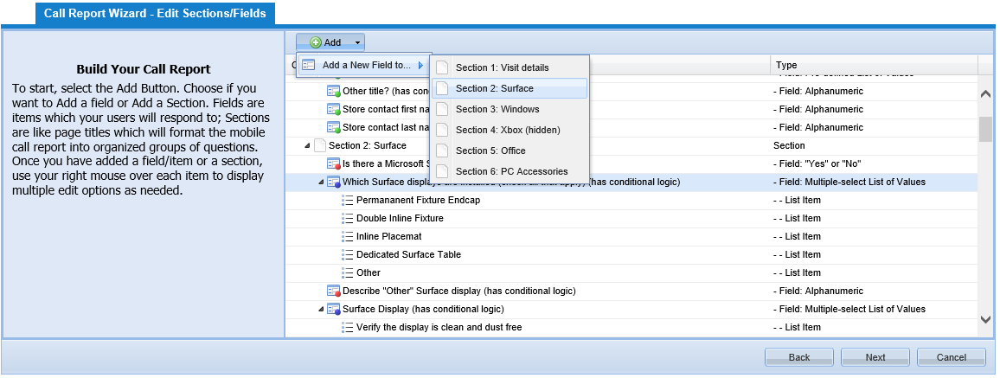 Call Report Wizard - Edit Sections/Fields
Build Your Call Report
To start, select the Add Button. Choose if you
want to Add a field or Add a Section. Fields are
items which your users will respond to; Sections
are like page titles which will format the mobile
call report into organized groups of questions.
Once you have added a field/item or a section,
use your right mouse over each item to display
multiple edit options as needed.
Add
Add a New Field to...
Section 1: Visit details
Section 2: Surface
Section 3: Windows
Section 4: Xbox (hidden)
Section 5: Office
Section 6: PC Accessories
Type
Other title? (has con
- Field: Alphanumeric
Store contact first na
- Field: Alphanumeric
Store contact last na
- Field: Alphanumeric
Section 2: Surface
Section
Is there a Microsoft S
- Field: "Yes" or "No"
Which Surface displays are installed (check all that apply) (has conditional logic)
- Field: Multiple-select List of Values
Permananent Fixture Endcap
- - List Item
Double Inline Fixture
- - List Item
Inline Placemat
- - List Item
Dedicated Surface Table
- - List Item
Other
- - List Item
Describe "Other" Surface display (has conditional logic)
- Field: Alphanumeric
Surface Display (has conditional logic)
- Field: Multiple-select List of Values
Verify the display is clean and dust free
- - List Item
Back
Next
Cancel